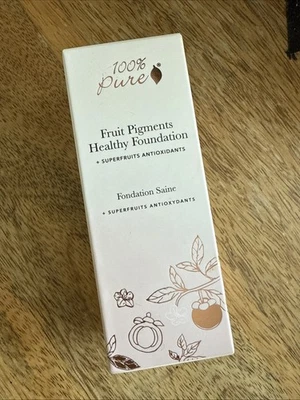 100%
pure
Fruit Pigments
Healthy Foundation
+ SUPERFRUITS ANTIOXIDANTS
Fondation Saine
+ SUPERFRUITS ANTIOXYDANTS